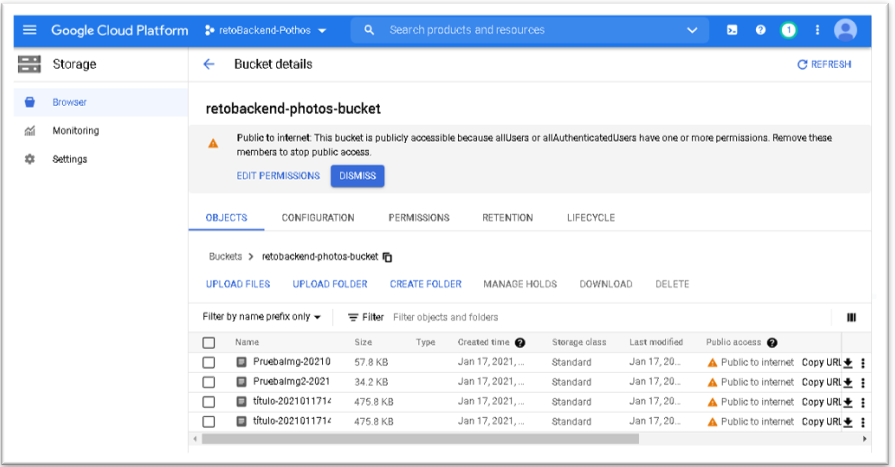 Google Cloud Platform retoBackend-Pothos Search products and resources 1
Storage Bucket details REFRESH
Browser
Monitoring
Settings
retobackend-photos-bucket
Public to internet: This bucket is publicly accessible because allUsers or allAuthenticatedUsers have one or more permissions. Remove these
members to stop public access.
EDIT PERMISSIONS DISMISS
OBJECTS CONFIGURATION PERMISSIONS RETENTION LIFECYCLE
Buckets > retobackend-photos-bucket
UPLOAD FILES UPLOAD FOLDER CREATE FOLDER MANAGE HOLDS DOWNLOAD DELETE
Filter by name prefix only Filter Filter objects and folders
Name Size Type Created time Storage class Last modified Public access
PruebaImg-20210 57.8 KB Jan 17, 2021, ... Standard Jan 17, 20... Public to internet Copy URL
PruebaImg2-2021 34.2 KB Jan 17, 2021, ... Standard Jan 17, 20... Public to internet Copy URL
título-2021011714 475.8 KB Jan 17, 2021, ... Standard Jan 17, 20... Public to internet Copy URL
título-2021011714 475.8 KB Jan 17, 2021, ... Standard Jan 17, 20... Public to internet Copy URL